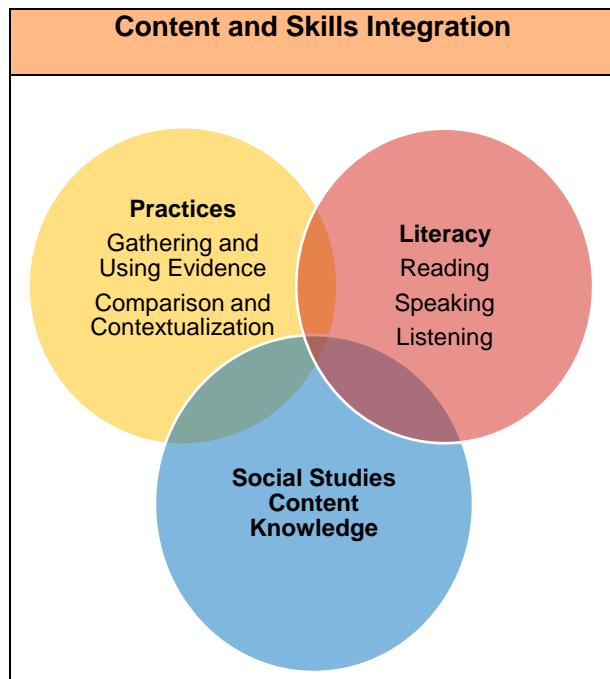 Content and Skills Integration
Practices
Gathering and
Using Evidence
Comparison and
Contextualization
Literacy
Reading
Speaking
Listening
Social Studies
Content
Knowledge